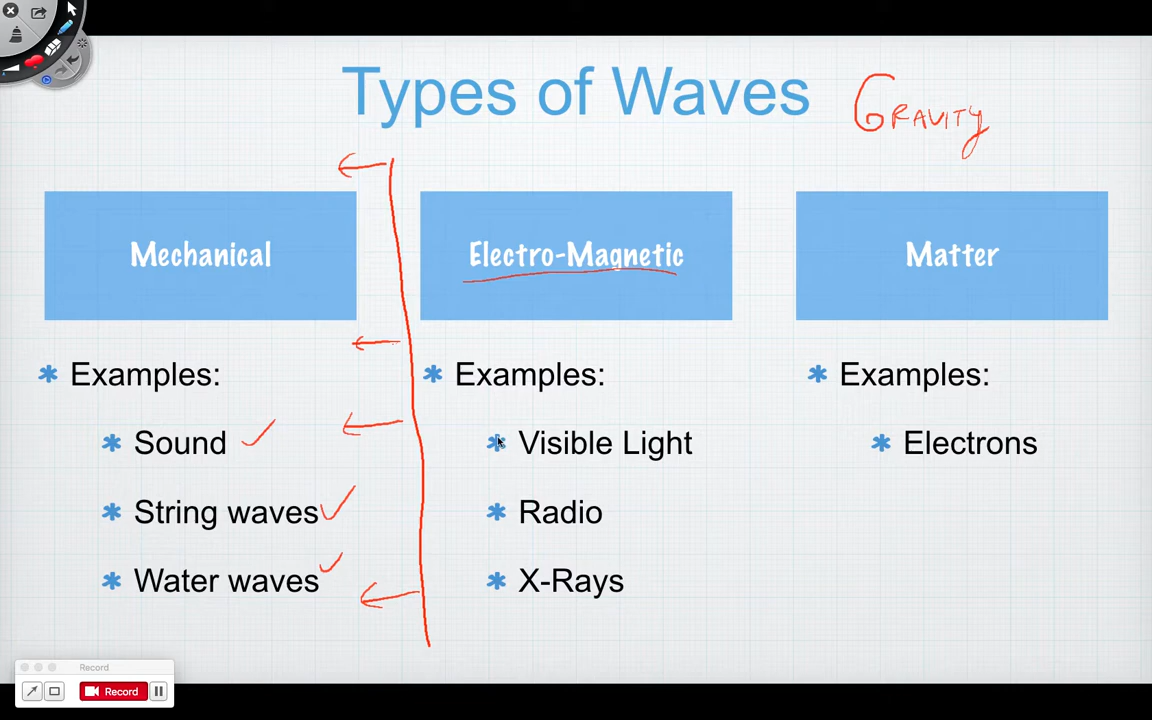 Types of Waves
GRAVITY
Mechanical
Electro-Magnetic
Matter
Examples:
Sound
String waves
Water waves
Examples:
Visible Light
Radio
X-Rays
Examples:
Electrons
Record
Record